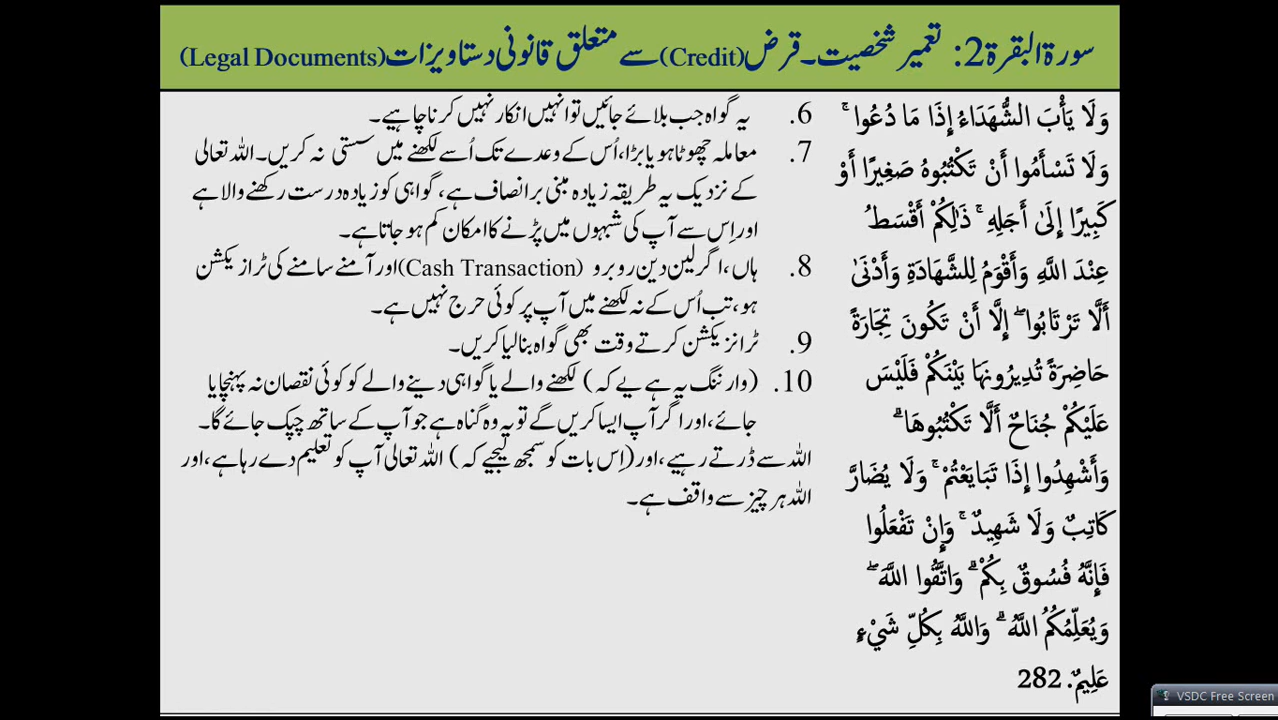 سورۃ البقرۃ 2: تعمیر شخصیت۔ قرض (Credit) سے متعلق قانونی دستاویزات (Legal Documents)
وَلَا يَأْبَ الشُّهَدَاءُ إِذَا مَا دُعُوا ۚ
وَلَا تَسْأَمُوا أَنْ تَكْتُبُوهُ صَغِيرًا أَوْ
كَبِيرًا إِلَىٰ أَجَلِهِ ۚ ذَٰلِكُمْ أَقْسَطُ
عِنْدَ اللَّهِ وَأَقْوَمُ لِلشَّهَادَةِ وَأَدْنَىٰ
أَلَّا تَرْتَابُوا ۖ إِلَّا أَنْ تَكُونَ تِجَارَةً
حَاضِرَةً تُدِيرُونَهَا بَيْنَكُمْ فَلَيْسَ
عَلَيْكُمْ جُنَاحٌ أَلَّا تَكْتُبُوهَا ۗ
وَأَشْهِدُوا إِذَا تَبَايَعْتُمْ ۚ وَلَا يُضَارَّ
كَاتِبٌ وَلَا شَهِيدٌ ۚ وَإِنْ تَفْعَلُوا
فَإِنَّهُ فُسُوقٌ بِكُمْ ۗ وَاتَّقُوا اللَّهَ ۖ
وَيُعَلِّمُكُمُ اللَّهُ ۗ وَاللَّهُ بِكُلِّ شَيْءٍ
عَلِيمٌ. 282
6. یہ گواہ جب بلائے جائیں تو انہیں انکار نہیں کرنا چاہیے۔
7. معاملہ چھوٹا ہو یا بڑا، اُس کے وعدے تک اُسے لکھنے میں سستی نہ کریں۔ اللہ تعالی
کے نزدیک یہ طریقہ زیادہ مبنی بر انصاف ہے، گواہی کو زیادہ درست رکھنے والا ہے
اور اِس سے آپ کی شبہوں میں پڑنے کا امکان کم ہو جاتا ہے۔
8. ہاں، اگر لین دین روبرو (Cash Transaction) اور آمنے سامنے کی ٹرازیکشن
ہو، تب اُس کے نہ لکھنے میں آپ پر کوئی حرج نہیں ہے۔
9. ٹرانزیکشن کرتے وقت بھی گواہ بنا لیا کریں۔
10. (وارننگ یہ ہے یے کہ) لکھنے والے یا گواہی دینے والے کو کوئی نقصان نہ پہنچایا
جائے، اور اگر آپ ایسا کریں گے تو یہ وہ گناہ ہے جو آپ کے ساتھ چپک جائے گا۔
اللہ سے ڈرتے رہیے، اور (اِس بات کو سمجھ لیجیے کہ) اللہ تعالی آپ کو تعلیم دے رہا ہے، اور
اللہ ہر چیز سے واقف ہے۔
VSDC Free Screen